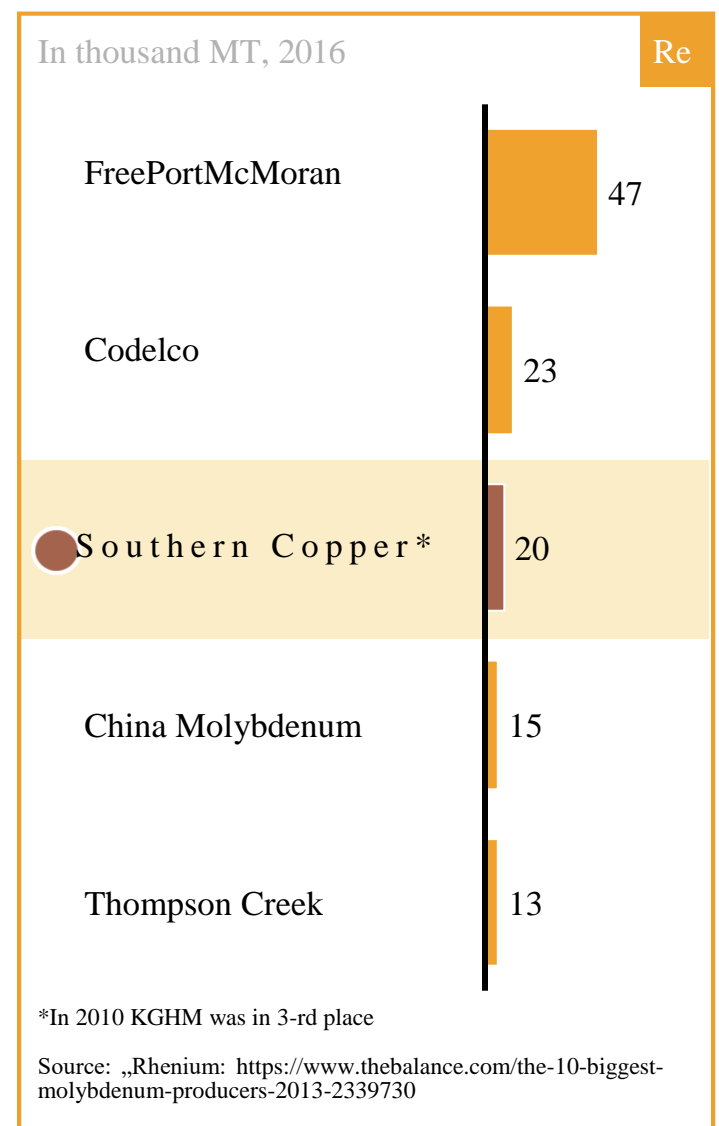 In thousand MT, 2016
Re
FreePortMcMoran
47
Codelco
23
Southern Copper*
20
China Molybdenum
15
Thompson Creek
13
*In 2010 KGHM was in 3-rd place
Source: „Rhenium: https://www.thebalance.com/the-10-biggest-
molybdenum-producers-2013-2339730